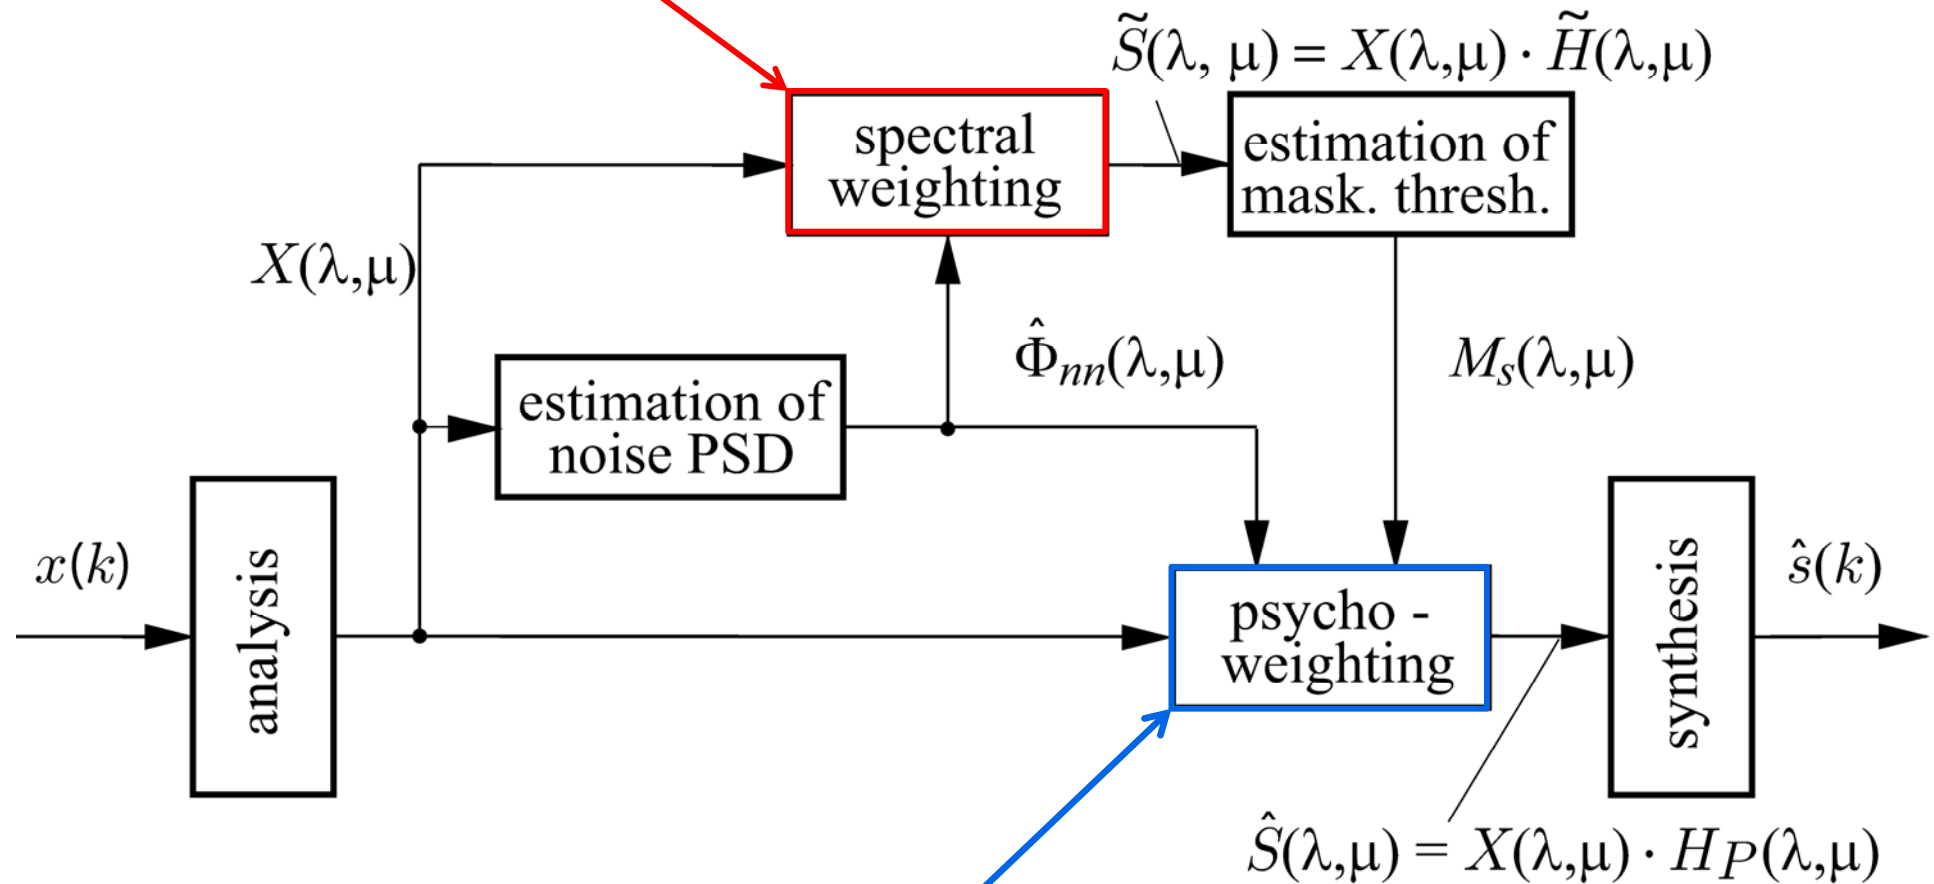 S̃(λ, μ) = X(λ,μ) · H̃(λ,μ)
spectral
weighting
estimation of
mask. thresh.
X(λ,μ)
Φ̂nn(λ,μ)
Ms(λ,μ)
estimation of
noise PSD
x(k)
analysis
psycho -
weighting
synthesis
ŝ(k)
Ŝ(λ,μ) = X(λ,μ) · HP(λ,μ)